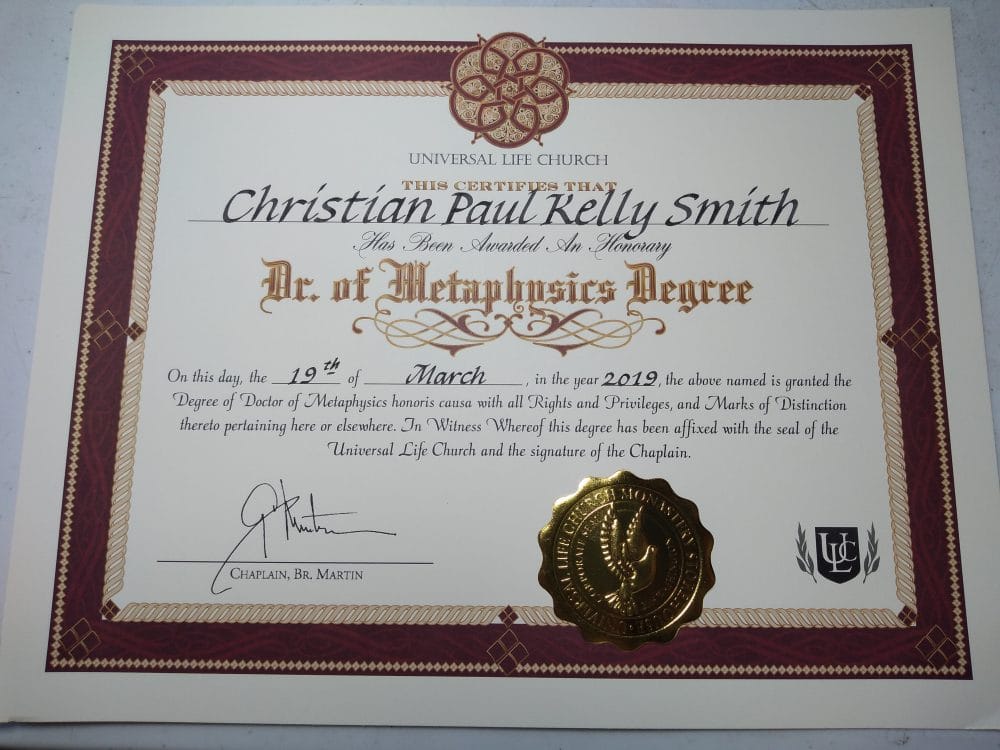 UNIVERSAL LIFE CHURCH
THIS CERTIFIES THAT
Christian Paul Kelly Smith
Has Been Awarded An Honorary
Dr. of Metaphysics Degree
On this day, the 19th of March, in the year 2019, the above named is granted the
Degree of Doctor of Metaphysics honoris causa with all Rights and Privileges, and Marks of Distinction
thereto pertaining here or elsewhere. In Witness Whereof this degree has been affixed with the seal of the
Universal Life Church and the signature of the Chaplain.
CHAPLAIN, BR. MARTIN
LIFE CHURCH MONASTERY
ULC